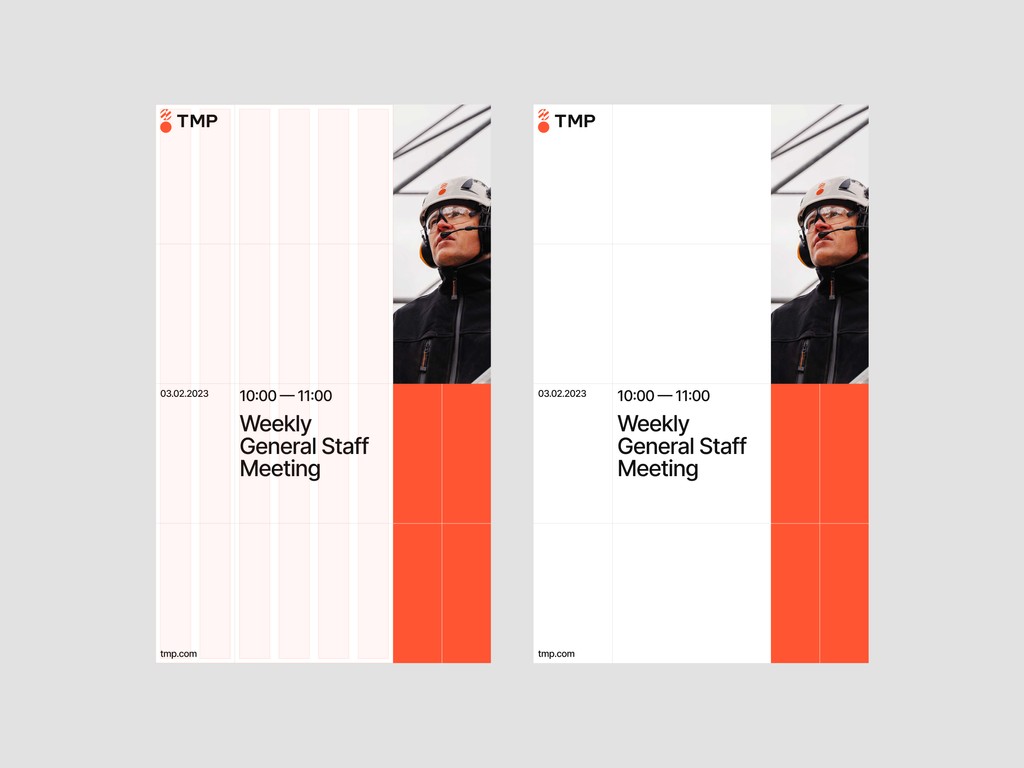 TMP
03.02.2023
10:00 — 11:00
Weekly
General Staff
Meeting
tmp.com
TMP
03.02.2023
10:00 — 11:00
Weekly
General Staff
Meeting
tmp.com